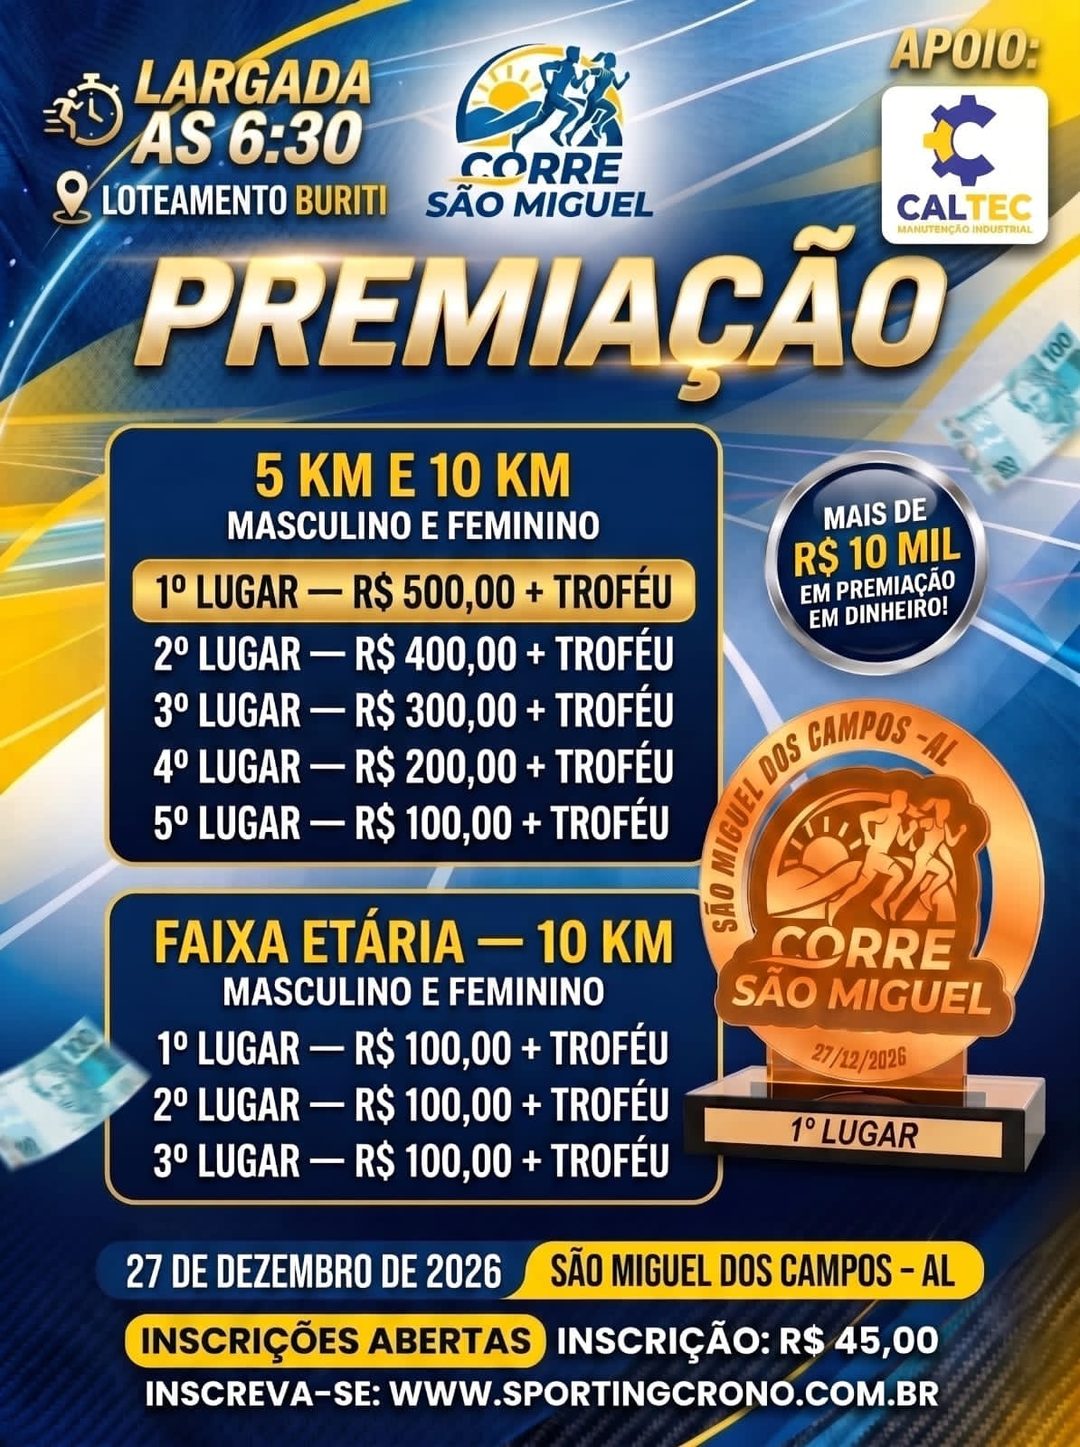 LARGADA
AS 6:30
LOTEAMENTO BURITI
CORRE
SÃO MIGUEL
APOIO:
CALTEC
MANUTENÇÃO INDUSTRIAL
PREMIAÇÃO
5 KM E 10 KM
MASCULINO E FEMININO
1º LUGAR — R$ 500,00 + TROFÉU
2º LUGAR — R$ 400,00 + TROFÉU
3º LUGAR — R$ 300,00 + TROFÉU
4º LUGAR — R$ 200,00 + TROFÉU
5º LUGAR — R$ 100,00 + TROFÉU
100
MAIS DE
R$ 10 MIL
EM PREMIAÇÃO
EM DINHEIRO!
FAIXA ETÁRIA — 10 KM
MASCULINO E FEMININO
1º LUGAR — R$ 100,00 + TROFÉU
2º LUGAR — R$ 100,00 + TROFÉU
3º LUGAR — R$ 100,00 + TROFÉU
SÃO MIGUEL DOS CAMPOS -AL
CORRE
SÃO MIGUEL
27/12/2026
1º LUGAR
27 DE DEZEMBRO DE 2026
SÃO MIGUEL DOS CAMPOS - AL
INSCRIÇÕES ABERTAS INSCRIÇÃO: R$ 45,00
INSCREVA-SE: WWW.SPORTINGCRONO.COM.BR